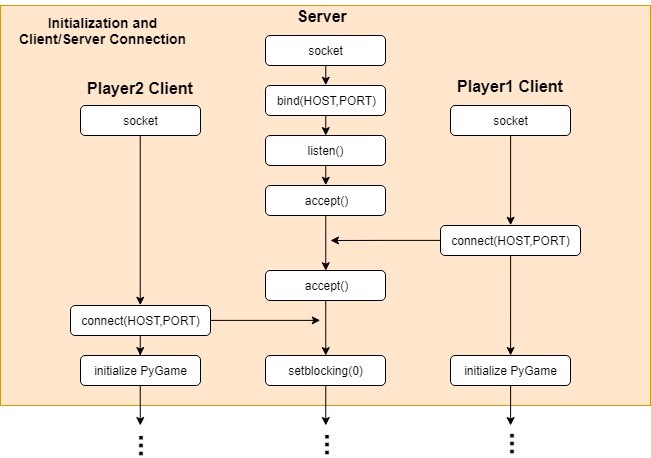 Initialization and
Client/Server Connection
Server
socket
bind(HOST,PORT)
listen()
accept()
accept()
setblocking(0)
Player2 Client
socket
connect(HOST,PORT)
initialize PyGame
Player1 Client
socket
connect(HOST,PORT)
initialize PyGame